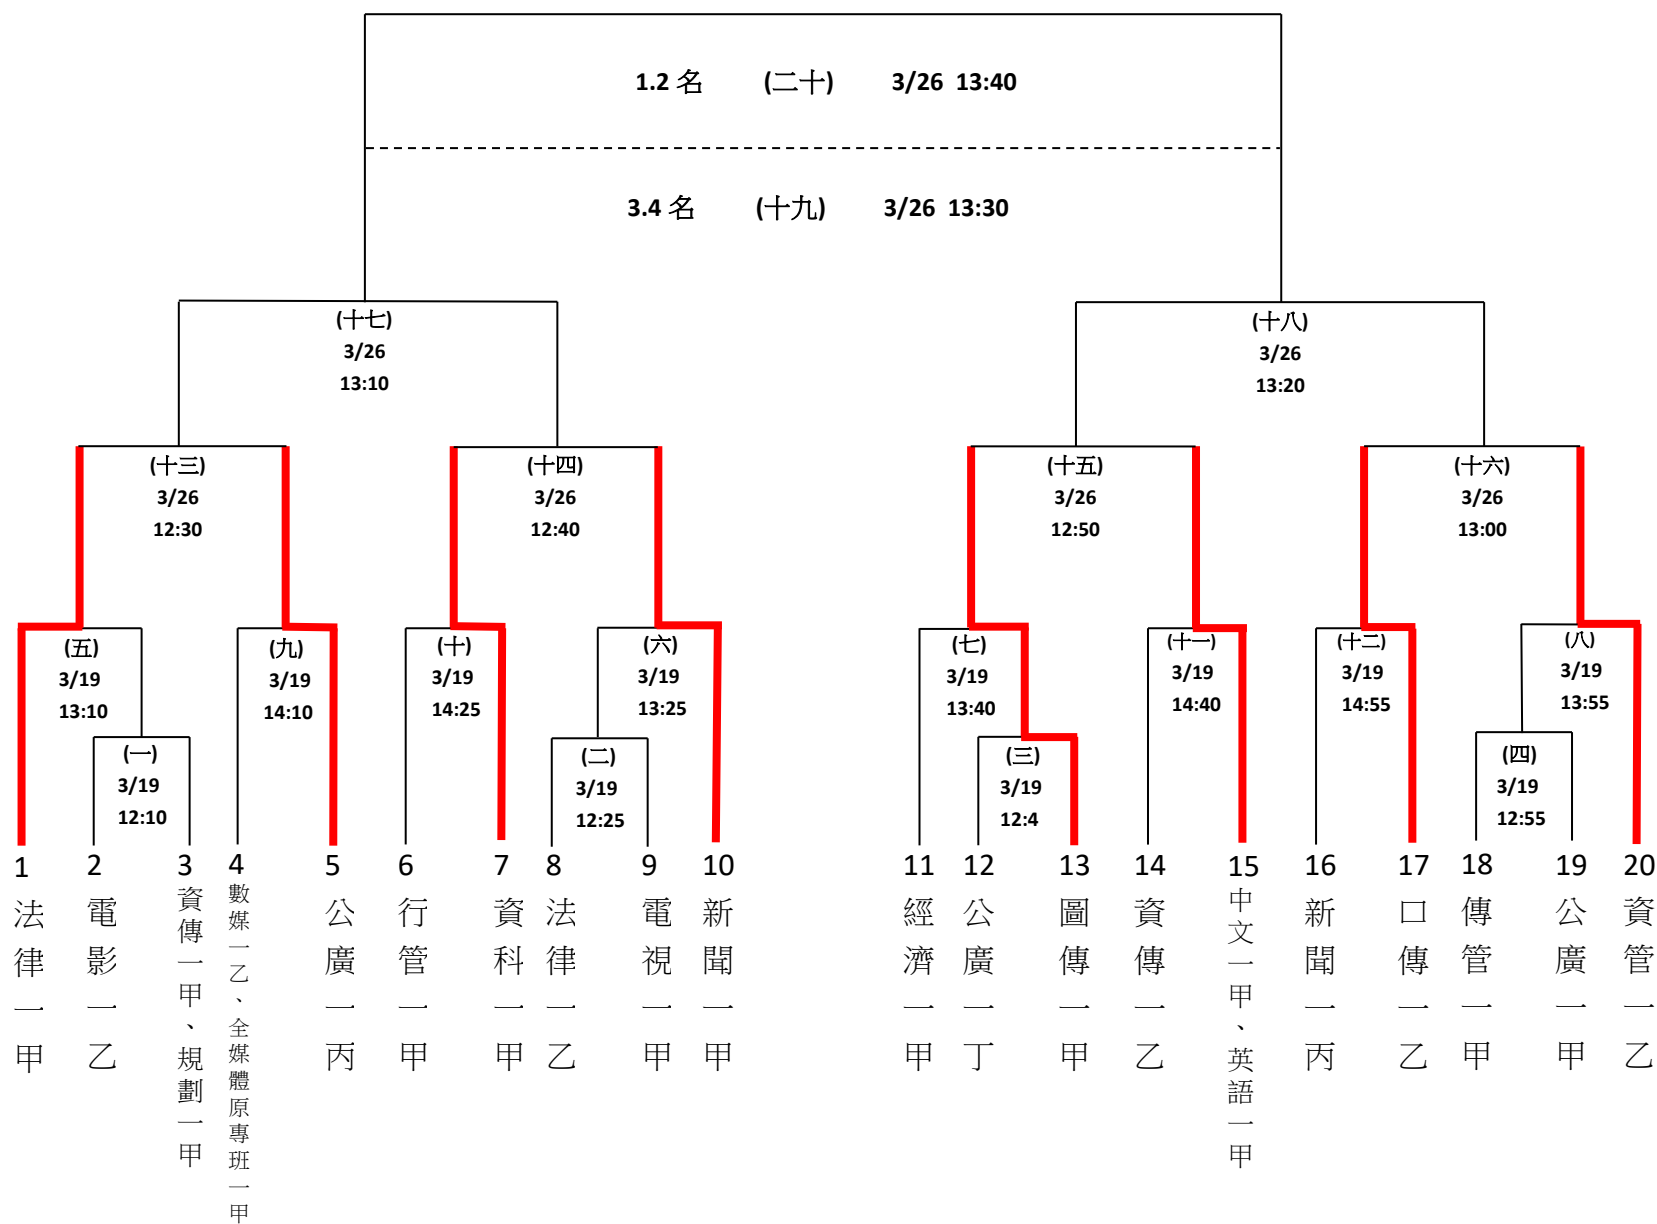 1.2 名 (二十) 3/26 13:40
3.4 名 (十九) 3/26 13:30
(十七)
3/26
13:10
(十八)
3/26
13:20
(十三)
3/26
12:30
(十四)
3/26
12:40
(十五)
3/26
12:50
(十六)
3/26
13:00
(五)
3/19
13:10
(九)
3/19
14:10
(十)
3/19
14:25
(六)
3/19
13:25
(七)
3/19
13:40
(十一)
3/19
14:40
(十二)
3/19
14:55
(八)
3/19
13:55
(一)
3/19
12:10
(二)
3/19
12:25
(三)
3/19
12:4
(四)
3/19
12:55
1
法律一甲
2
電影一乙
3
資傳一甲、規劃一甲
4
數媒一乙、全媒體原專班一甲
5
公廣一丙
6
行管一甲
7
資科一甲
8
法律一乙
9
電視一甲
10
新聞一甲
11
經濟一甲
12
公廣一丁
13
圖傳一甲
14
資傳一乙
15
中文一甲、英語一甲
16
新聞一丙
17
口傳一乙
18
傳管一甲
19
公廣一甲
20
資管一乙